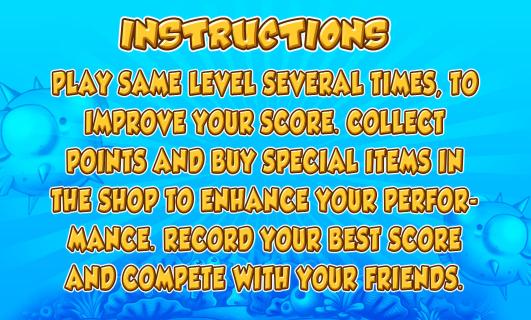 INSTRUCTIONS
PLAY SAME LEVEL SEVERAL TIMES, TO
IMPROVE YOUR SCORE. COLLECT
POINTS AND BUY SPECIAL ITEMS IN
THE SHOP TO ENHANCE YOUR PERFOR-
MANCE. RECORD YOUR BEST SCORE
AND COMPETE WITH YOUR FRIENDS.